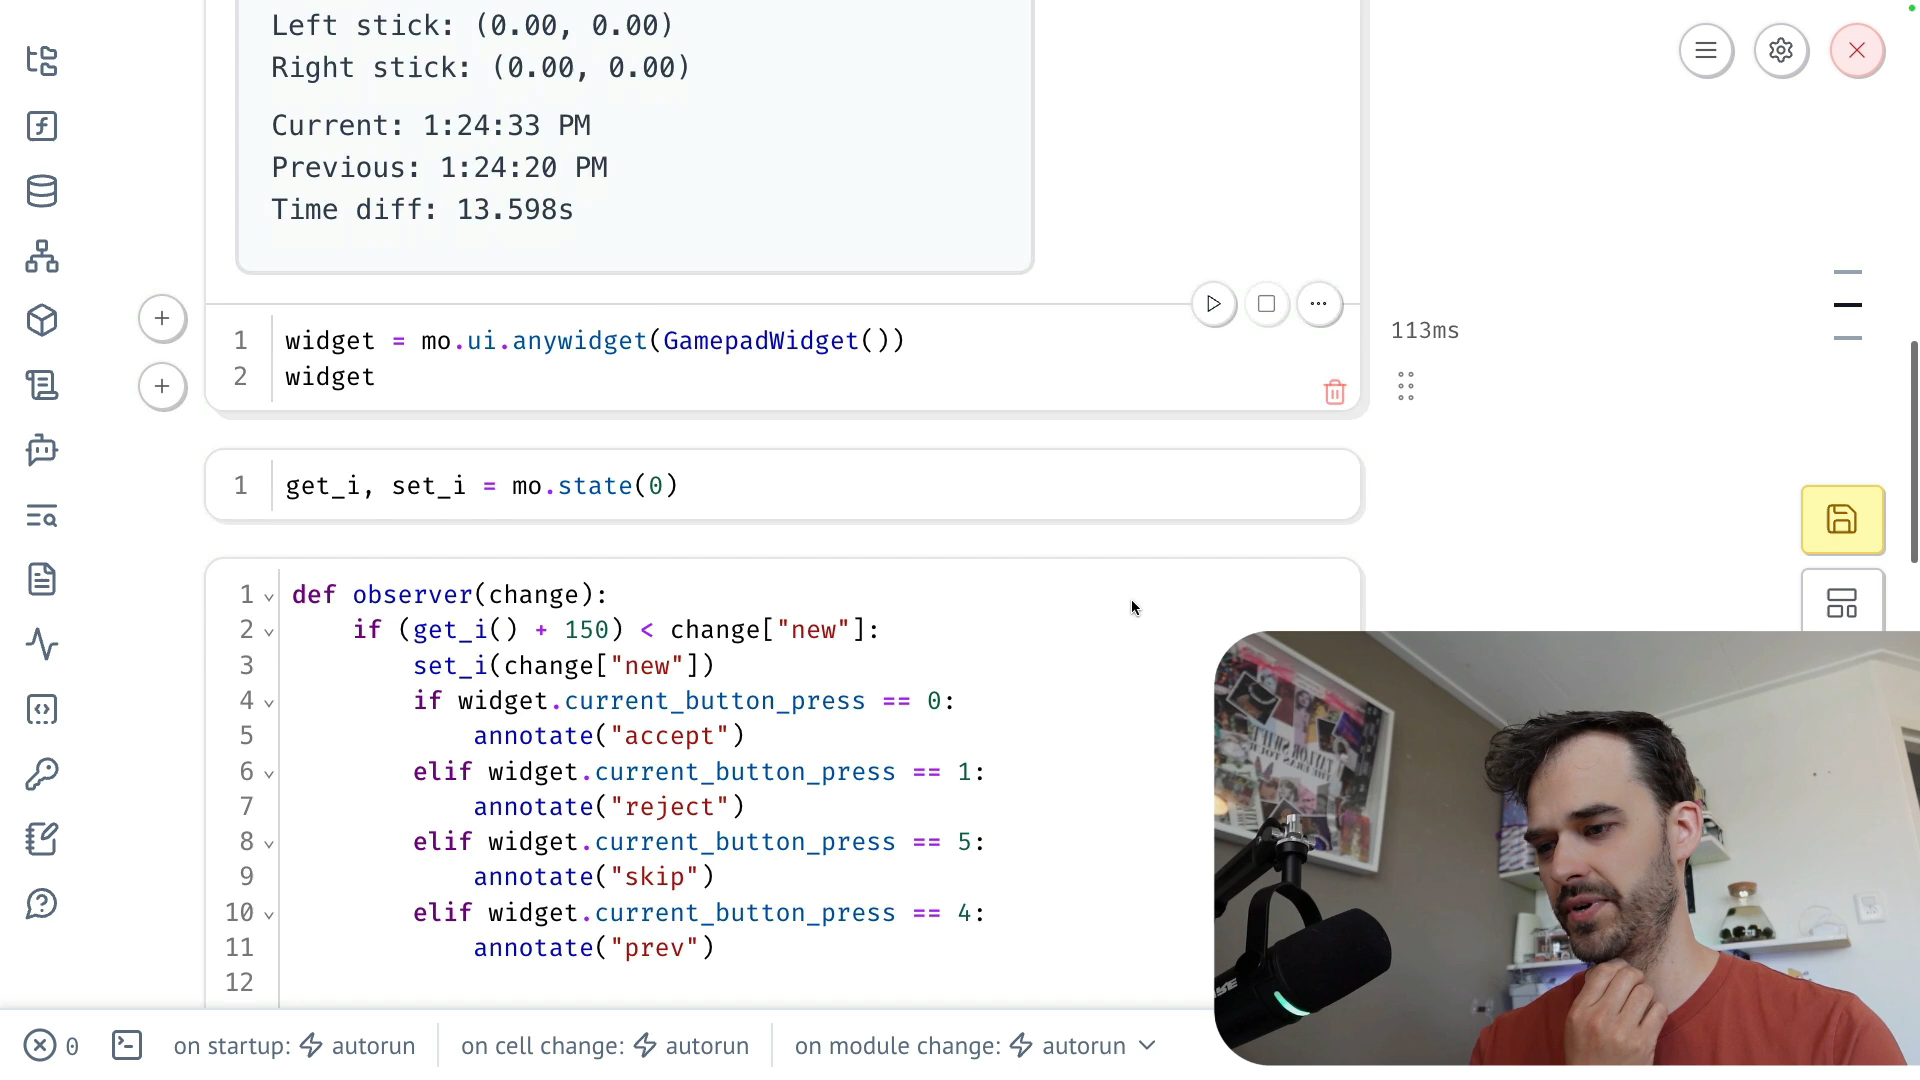 Left stick: (0.00, 0.00)
Right stick: (0.00, 0.00)
Current: 1:24:33 PM
Previous: 1:24:20 PM
Time diff: 13.598s
1 widget = mo.ui.anywidget(GamepadWidget())
2 widget
113ms
1 get_i, set_i = mo.state(0)
1 def observer(change):
2 if (get_i() + 150) < change["new"]:
3 set_i(change["new"])
4 if widget.current_button_press == 0:
5 annotate("accept")
6 elif widget.current_button_press == 1:
7 annotate("reject")
8 elif widget.current_button_press == 5:
9 annotate("skip")
10 elif widget.current_button_press == 4:
11 annotate("prev")
12
0 on startup: autorun on cell change: autorun on module change: autorun